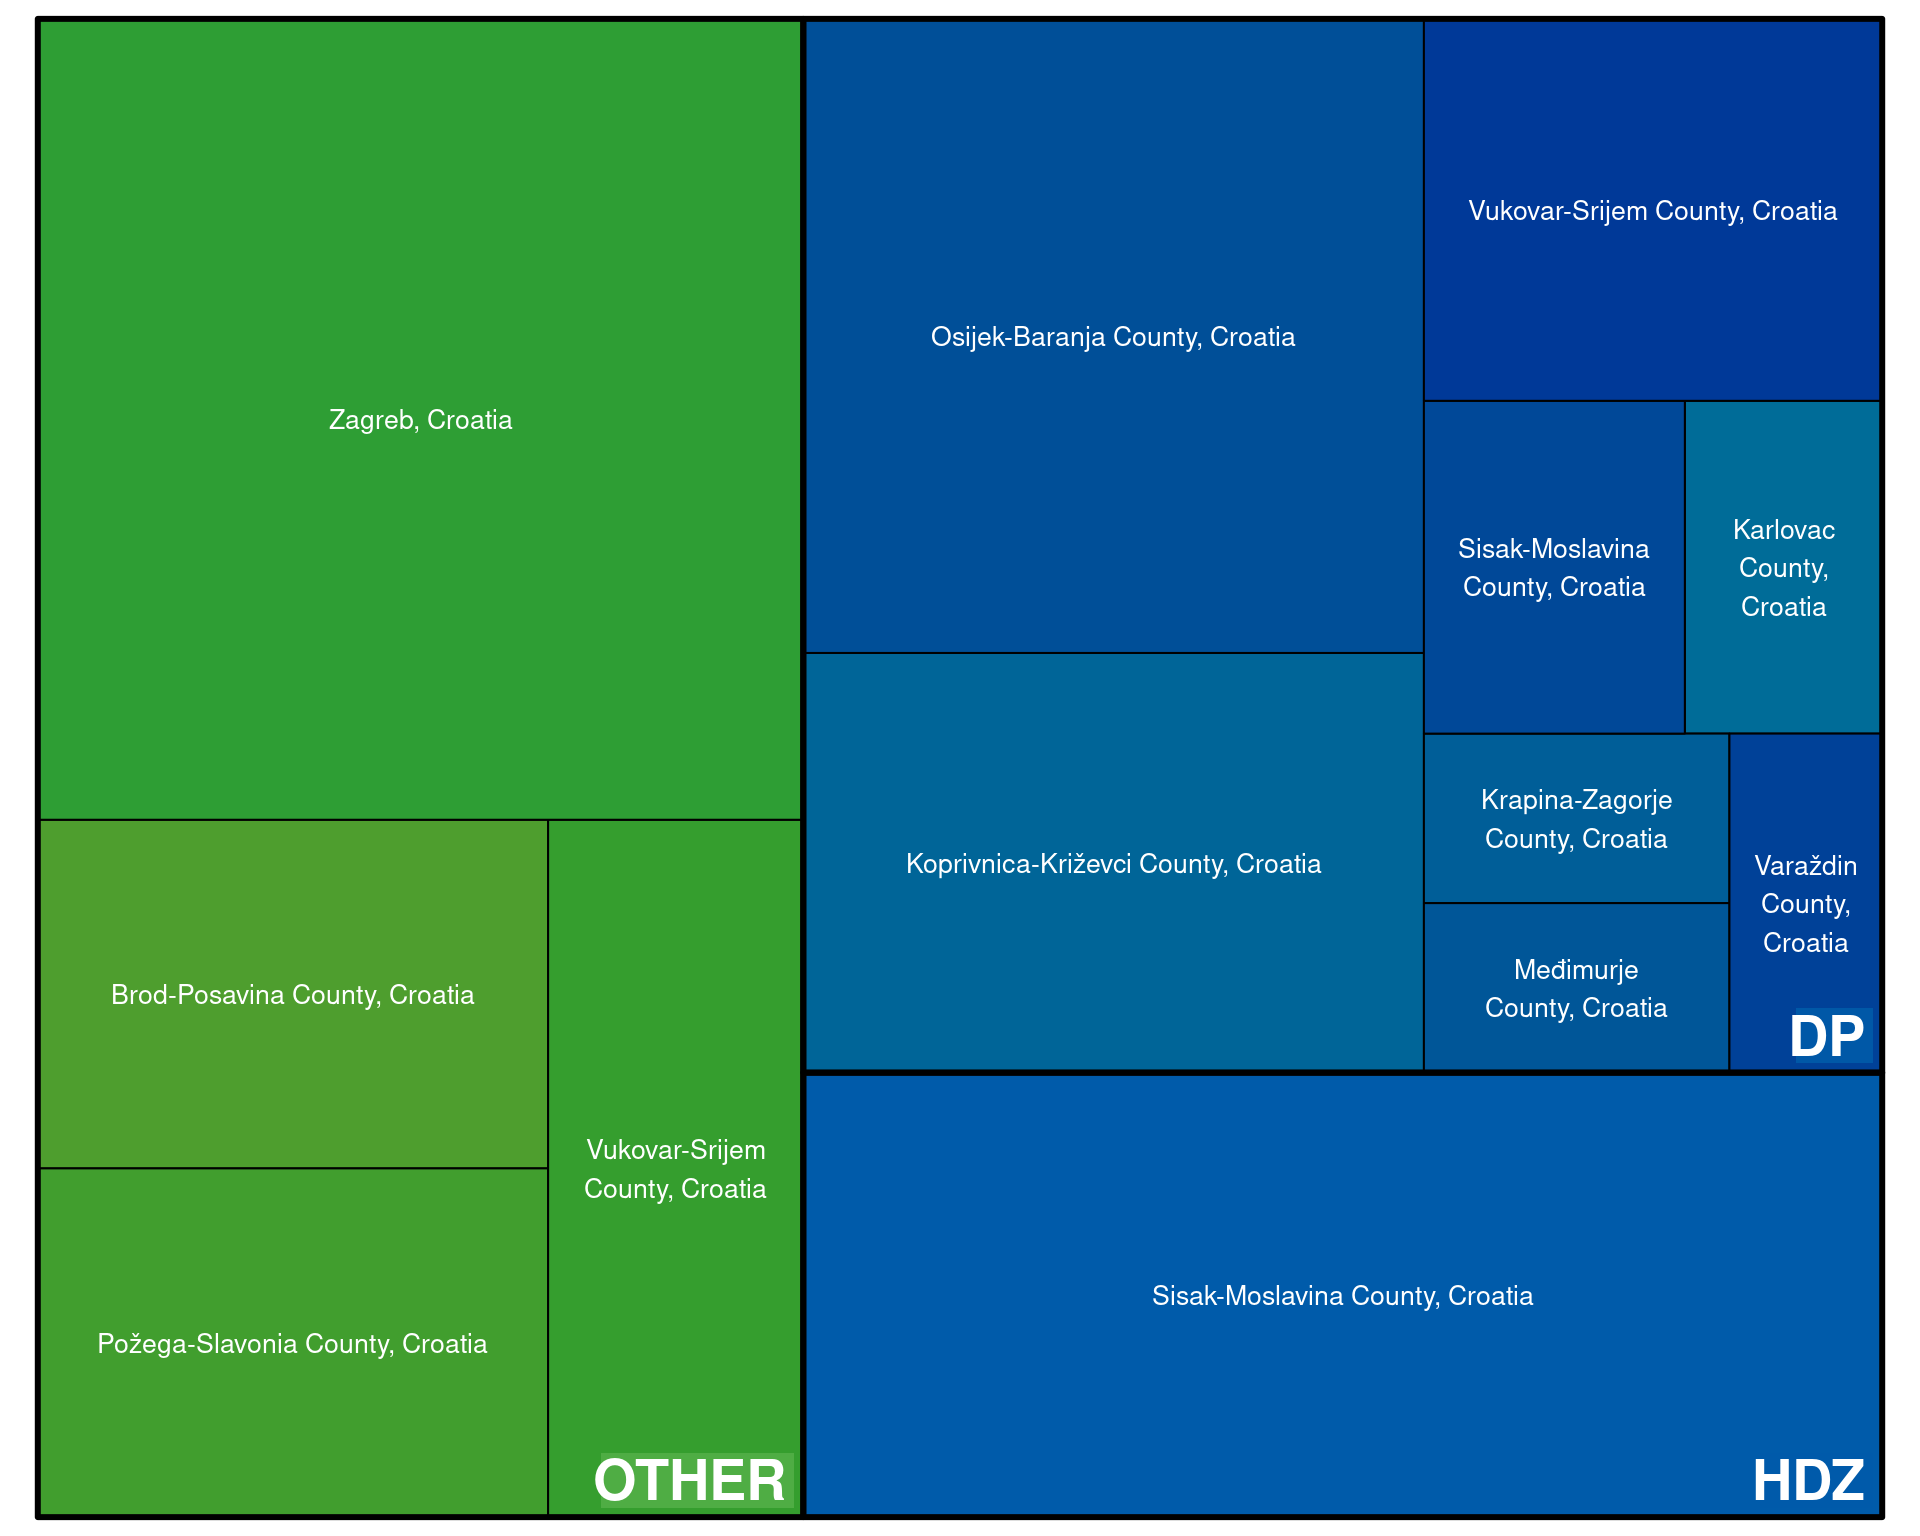 Zagreb, Croatia
Brod-Posavina County, Croatia
Požega-Slavonia County, Croatia
Vukovar-Srijem
County, Croatia
OTHER
Osijek-Baranja County, Croatia
Koprivnica-Križevci County, Croatia
Vukovar-Srijem County, Croatia
Sisak-Moslavina
County, Croatia
Karlovac
County,
Croatia
Krapina-Zagorje
County, Croatia
Međimurje
County, Croatia
Varaždin
County,
Croatia
DP
Sisak-Moslavina County, Croatia
HDZ